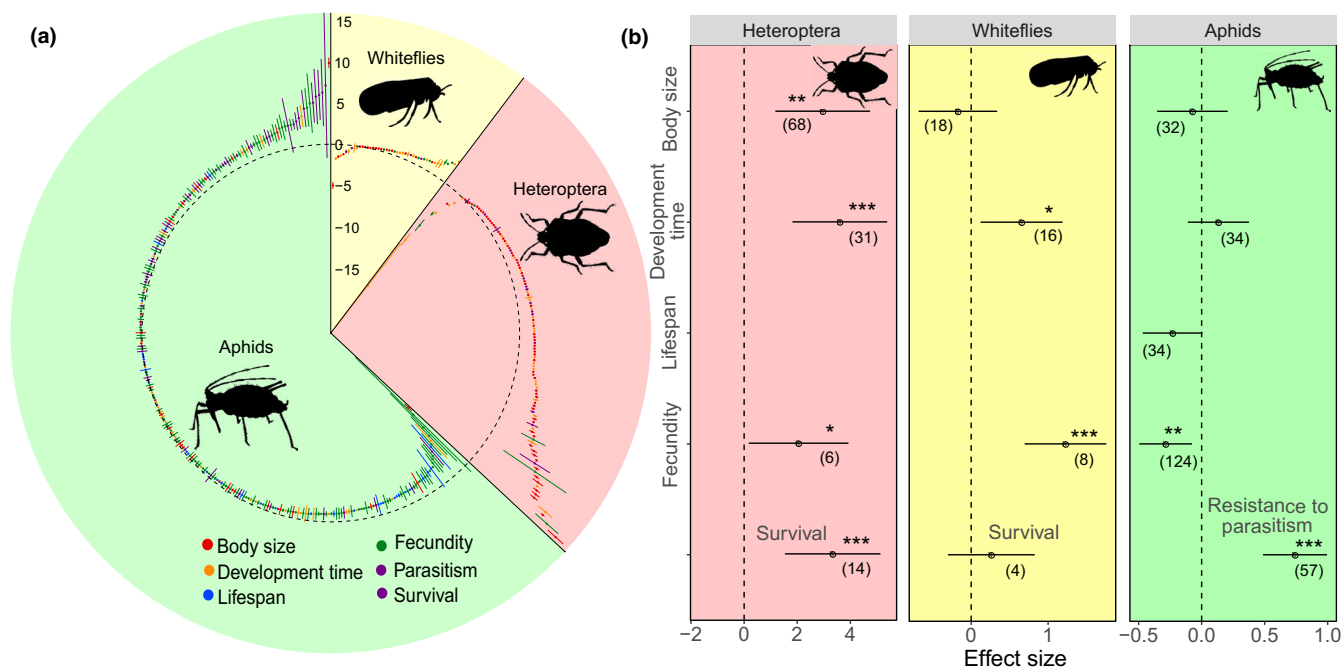 (a)
15
10
5
0
−5
−10
−15
Whiteflies
Heteroptera
Aphids
Body size
Development time
Lifespan
Fecundity
Parasitism
Survival
(b)
Heteroptera
Whiteflies
Aphids
Body size
Development
time
Lifespan
Fecundity
**
(68)
***
(31)
*
(6)
Survival
***
(14)
(18)
*
(16)
***
(8)
Survival
(4)
(32)
(34)
(34)
**
(124)
Resistance to
parasitism
***
(57)
−2 0 2 4
0 1
−0.5 0.0 0.5 1.0
Effect size